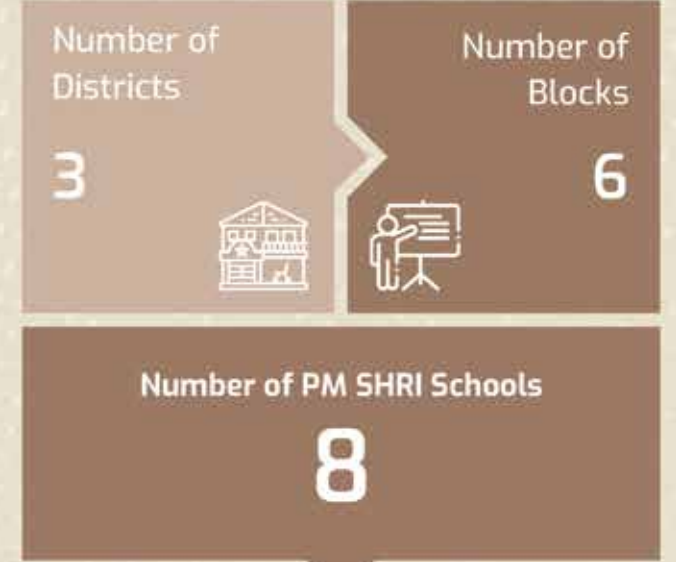 Number of
Districts
3
Number of
Blocks
6
Number of PM SHRI Schools
8